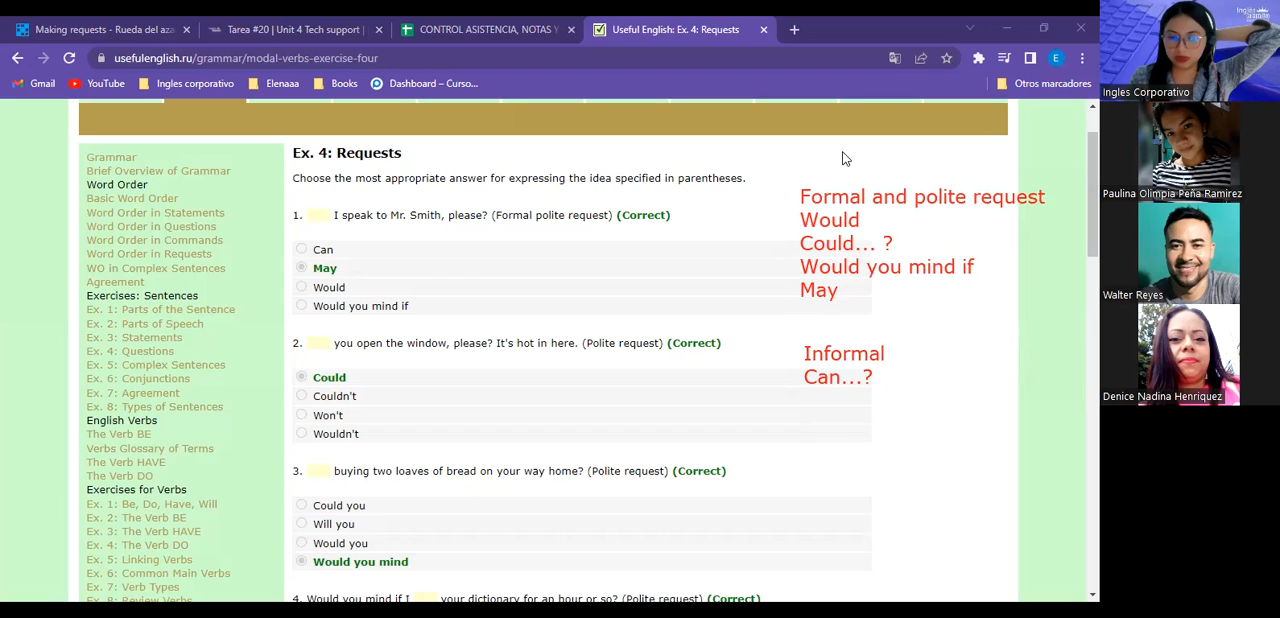 Making requests - Rueda del aza
Tarea #20 | Unit 4 Tech support |
CONTROL ASISTENCIA, NOTAS Y
Useful English: Ex. 4: Requests
usefulenglish.ru/grammar/modal-verbs-exercise-four
E
Gmail
YouTube
Ingles corporativo
Elenaaa
Books
Dashboard – Curso...
Otros marcadores
Grammar
Brief Overview of Grammar
Word Order
Basic Word Order
Word Order in Statements
Word Order in Questions
Word Order in Commands
Word Order in Requests
WO in Complex Sentences
Agreement
Exercises: Sentences
Ex. 1: Parts of the Sentence
Ex. 2: Parts of Speech
Ex. 3: Statements
Ex. 4: Questions
Ex. 5: Complex Sentences
Ex. 6: Conjunctions
Ex. 7: Agreement
Ex. 8: Types of Sentences
English Verbs
The Verb BE
Verbs Glossary of Terms
The Verb HAVE
The Verb DO
Exercises for Verbs
Ex. 1: Be, Do, Have, Will
Ex. 2: The Verb BE
Ex. 3: The Verb HAVE
Ex. 4: The Verb DO
Ex. 5: Linking Verbs
Ex. 6: Common Main Verbs
Ex. 7: Verb Types
Ex. 8: Review Verbs
Ex. 4: Requests
Choose the most appropriate answer for expressing the idea specified in parentheses.
1. I speak to Mr. Smith, please? (Formal polite request) (Correct)
Can
May
Would
Would you mind if
2. you open the window, please? It's hot in here. (Polite request) (Correct)
Could
Couldn't
Won't
Wouldn't
3. buying two loaves of bread on your way home? (Polite request) (Correct)
Could you
Will you
Would you
Would you mind
4. Would you mind if I your dictionary for an hour or so? (Polite request) (Correct)
Formal and polite request
Would
Could... ?
Would you mind if
May
Informal
Can...?
Ingles
Ingles Corporativo
Paulina Olimpia Peña Ramirez
Walter Reyes
Denice Nadina Henriquez